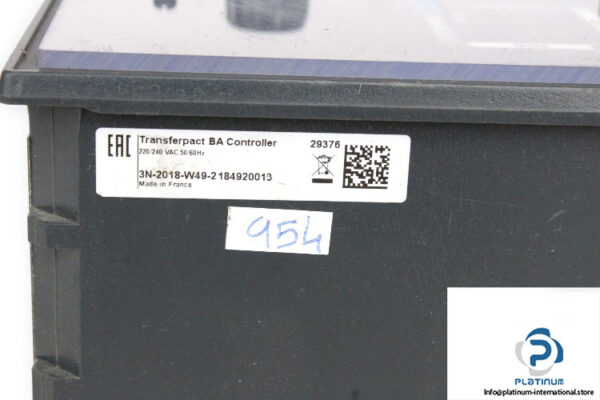 EAC
Transferpact BA Controller
29376
220/240 VAC 50/60Hz
3N-2018-W49-2184920013
Made in France
954
PLATINUM
https://platinum-international.store